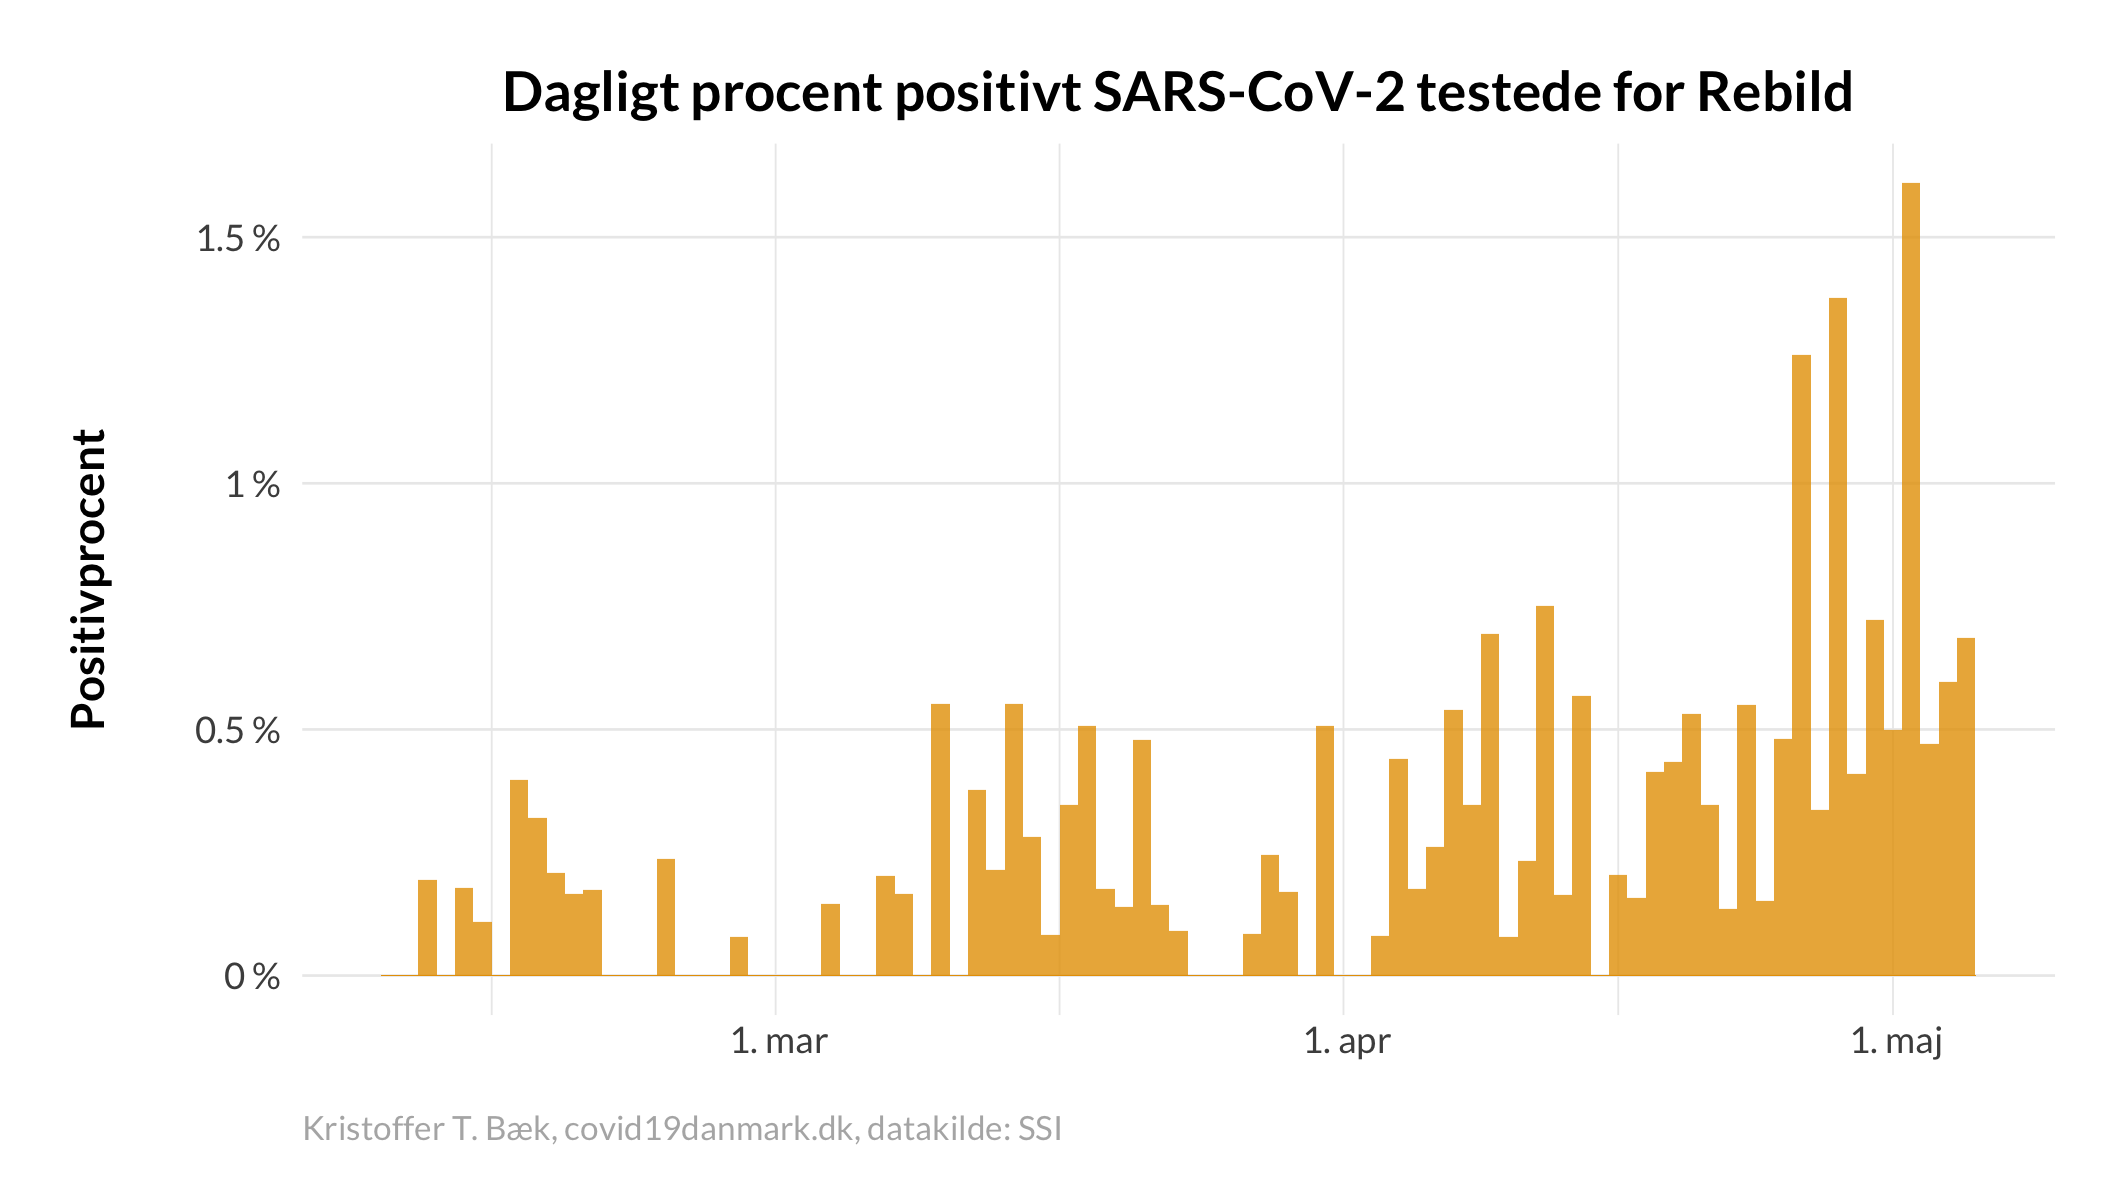 Dagligt procent positivt SARS-CoV-2 testede for Rebild
Positivprocent
1.5 %
1 %
0.5 %
0 %
1. mar
1. apr
1. maj
Kristoffer T. Bæk, covid19danmark.dk, datakilde: SSI